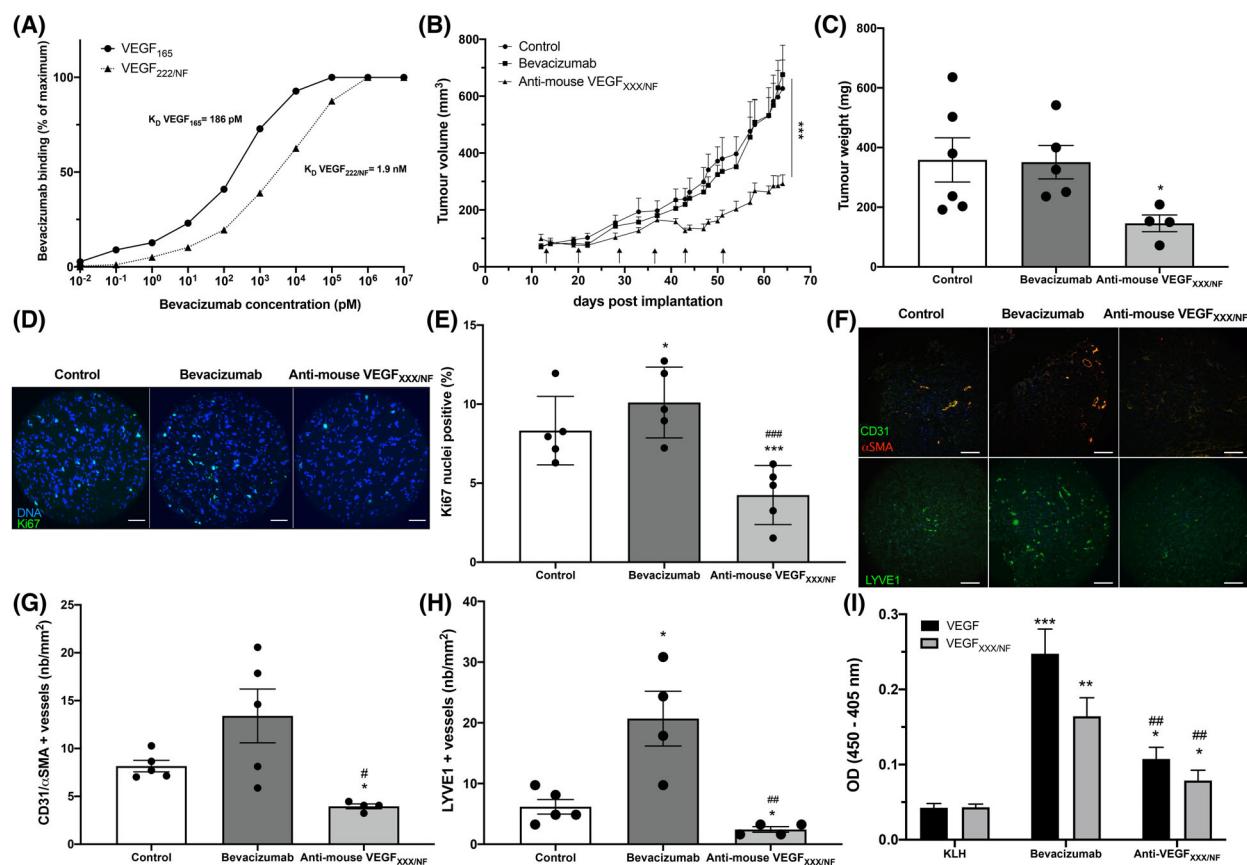 (A)
VEGF165
VEGF222/NF
KD VEGF165= 186 pM
KD VEGF222/NF= 1.9 nM
Bevacizumab binding (% of maximum)
100
50
0
10-2 10-1 100 101 102 103 104 105 106 107
Bevacizumab concentration (pM)
(B)
Control
Bevacizumab
Anti-mouse VEGFXXX/NF
***
Tumour volume (mm3)
800
600
400
200
0
0 10 20 30 40 50 60 70
days post implantation
(C)
Tumour weight (mg)
800
600
400
200
0
*
Control Bevacizumab Anti-mouse VEGFXXX/NF
(D)
Control Bevacizumab Anti-mouse VEGFXXX/NF
DNA
Ki67
(E)
Ki67 nuclei positive (%)
15
10
5
0
*
###
***
Control Bevacizumab Anti-mouse VEGFXXX/NF
(F)
Control Bevacizumab Anti-mouse VEGFXXX/NF
CD31
αSMA
LYVE1
(G)
CD31/αSMA + vessels (nb/mm2)
25
20
15
10
5
0
#
*
Control Bevacizumab Anti-mouse VEGFXXX/NF
(H)
LYVE1 + vessels (nb/mm2)
40
30
20
10
0
*
##
*
Control Bevacizumab Anti-mouse VEGFXXX/NF
(I)
VEGF
VEGFXXX/NF
OD (450 - 405 nm)
0.3
0.2
0.1
0.0
***
**
##
*
##
*
KLH Bevacizumab Anti-VEGFXXX/NF